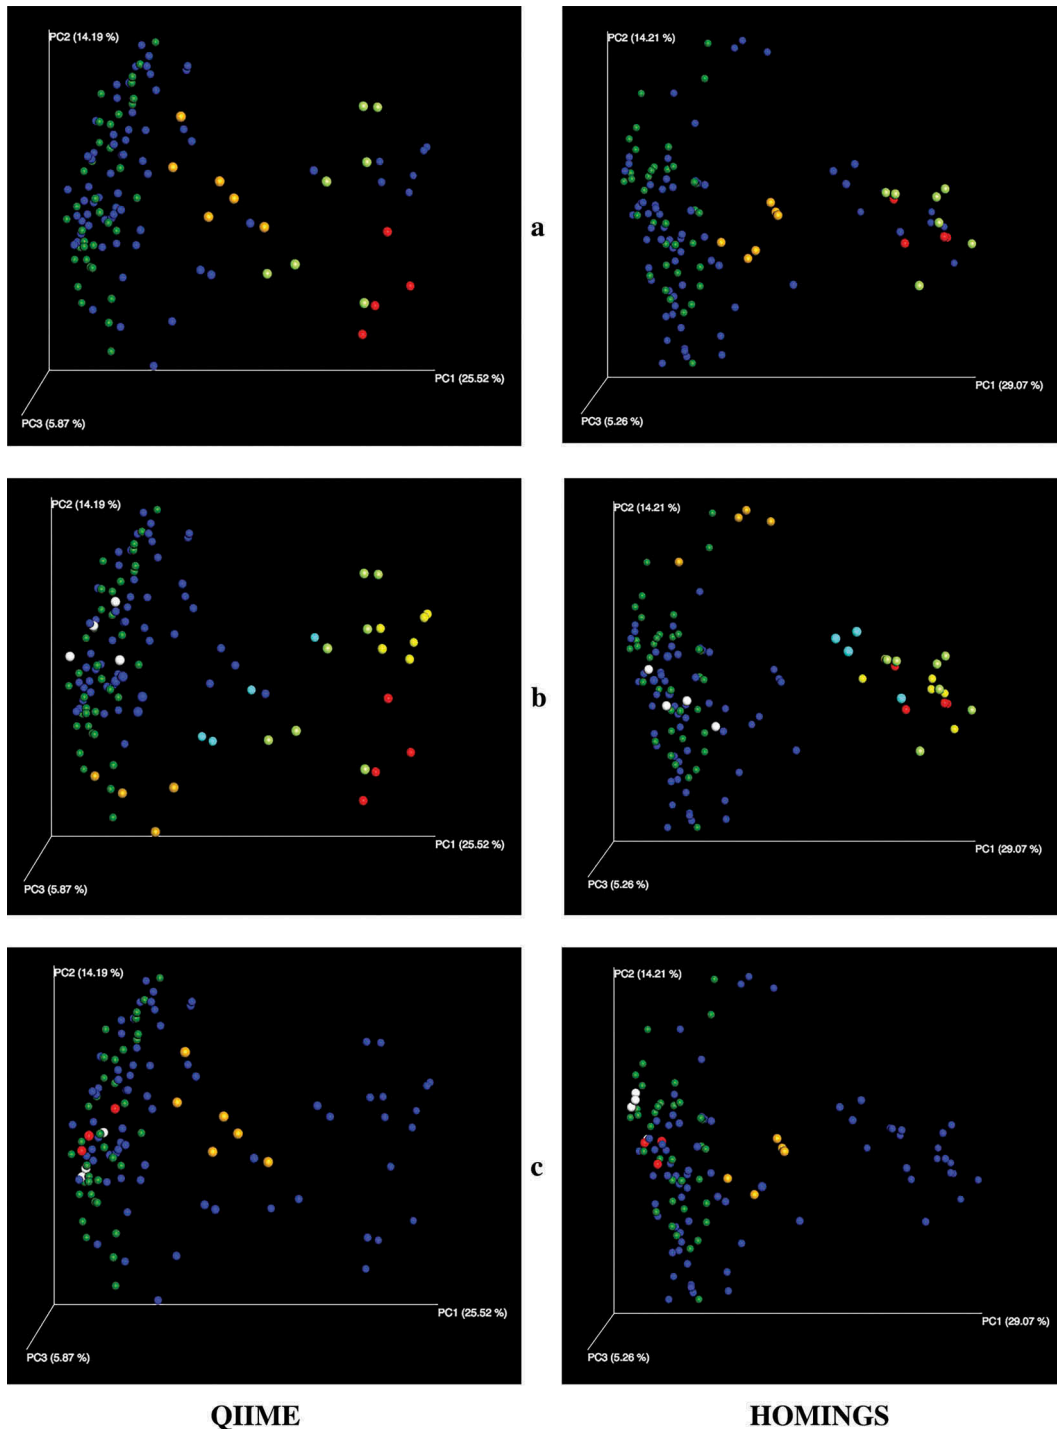 PC2 (14.19 %)
PC1 (25.52 %)
PC3 (5.87 %)
a
PC2 (14.21 %)
PC1 (29.07 %)
PC3 (5.26 %)
PC2 (14.19 %)
PC1 (25.52 %)
PC3 (5.87 %)
b
PC2 (14.21 %)
PC1 (29.07 %)
PC3 (5.26 %)
PC2 (14.19 %)
PC1 (25.52 %)
PC3 (5.87 %)
c
PC2 (14.21 %)
PC1 (29.07 %)
PC3 (5.26 %)
QIIME
HOMINGS